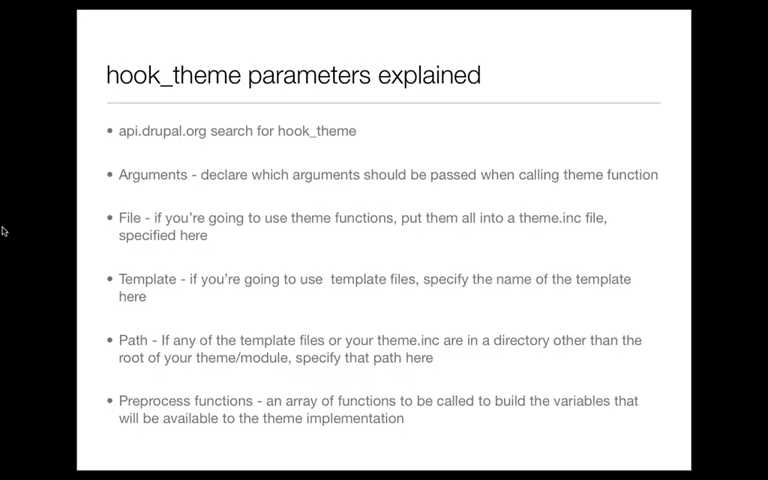 hook_theme parameters explained
• api.drupal.org search for hook_theme
• Arguments - declare which arguments should be passed when calling theme function
• File - if you're going to use theme functions, put them all into a theme.inc file,
specified here
• Template - if you're going to use  template files, specify the name of the template
here
• Path - If any of the template files or your theme.inc are in a directory other than the
root of your theme/module, specify that path here
• Preprocess functions - an array of functions to be called to build the variables that
will be available to the theme implementation